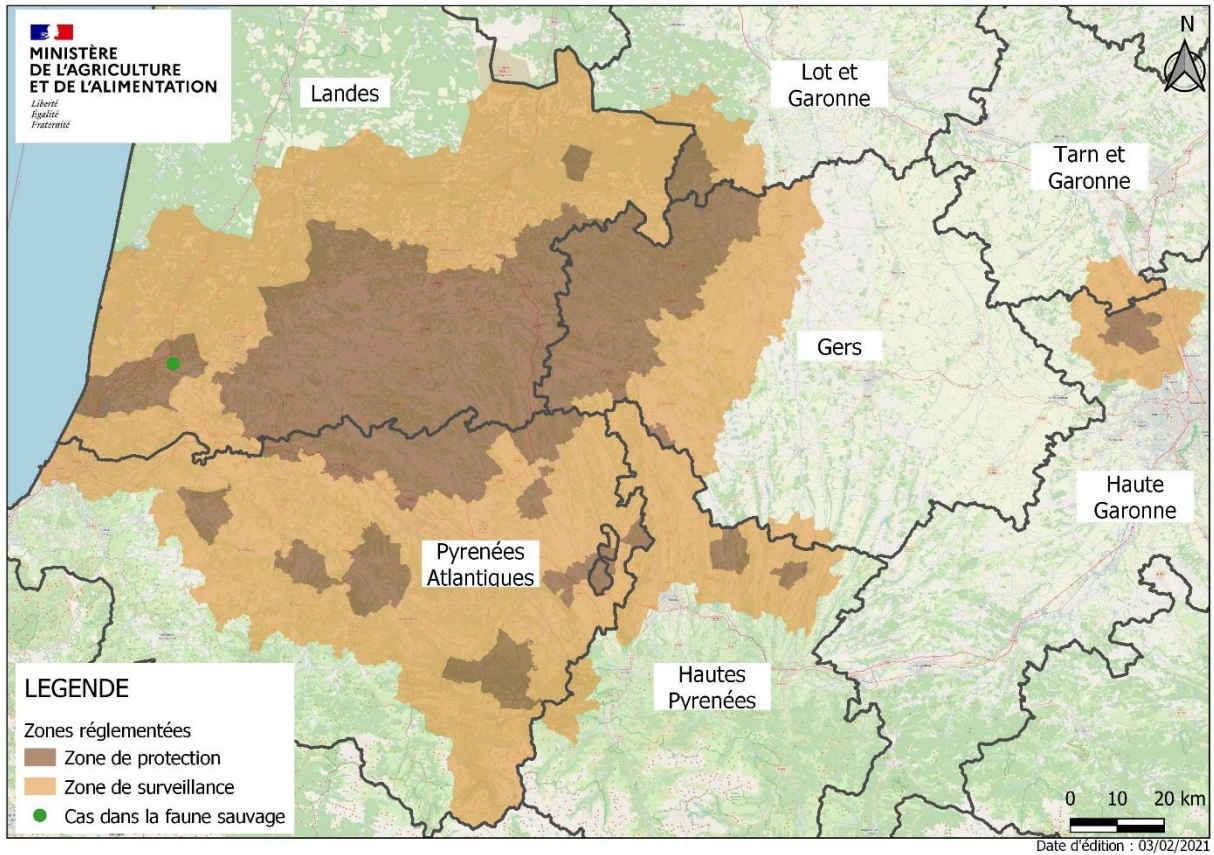 MINISTÈRE
DE L'AGRICULTURE
ET DE L'ALIMENTATION
Liberté
Égalité
Fraternité
N
Landes
Lot et
Garonne
Tarn et
Garonne
Gers
Haute
Garonne
Pyrenées
Atlantiques
Hautes
Pyrenées
LEGENDE
Zones réglementées
Zone de protection
Zone de surveillance
Cas dans la faune sauvage
0 10 20 km
Date d'édition : 03/02/2021